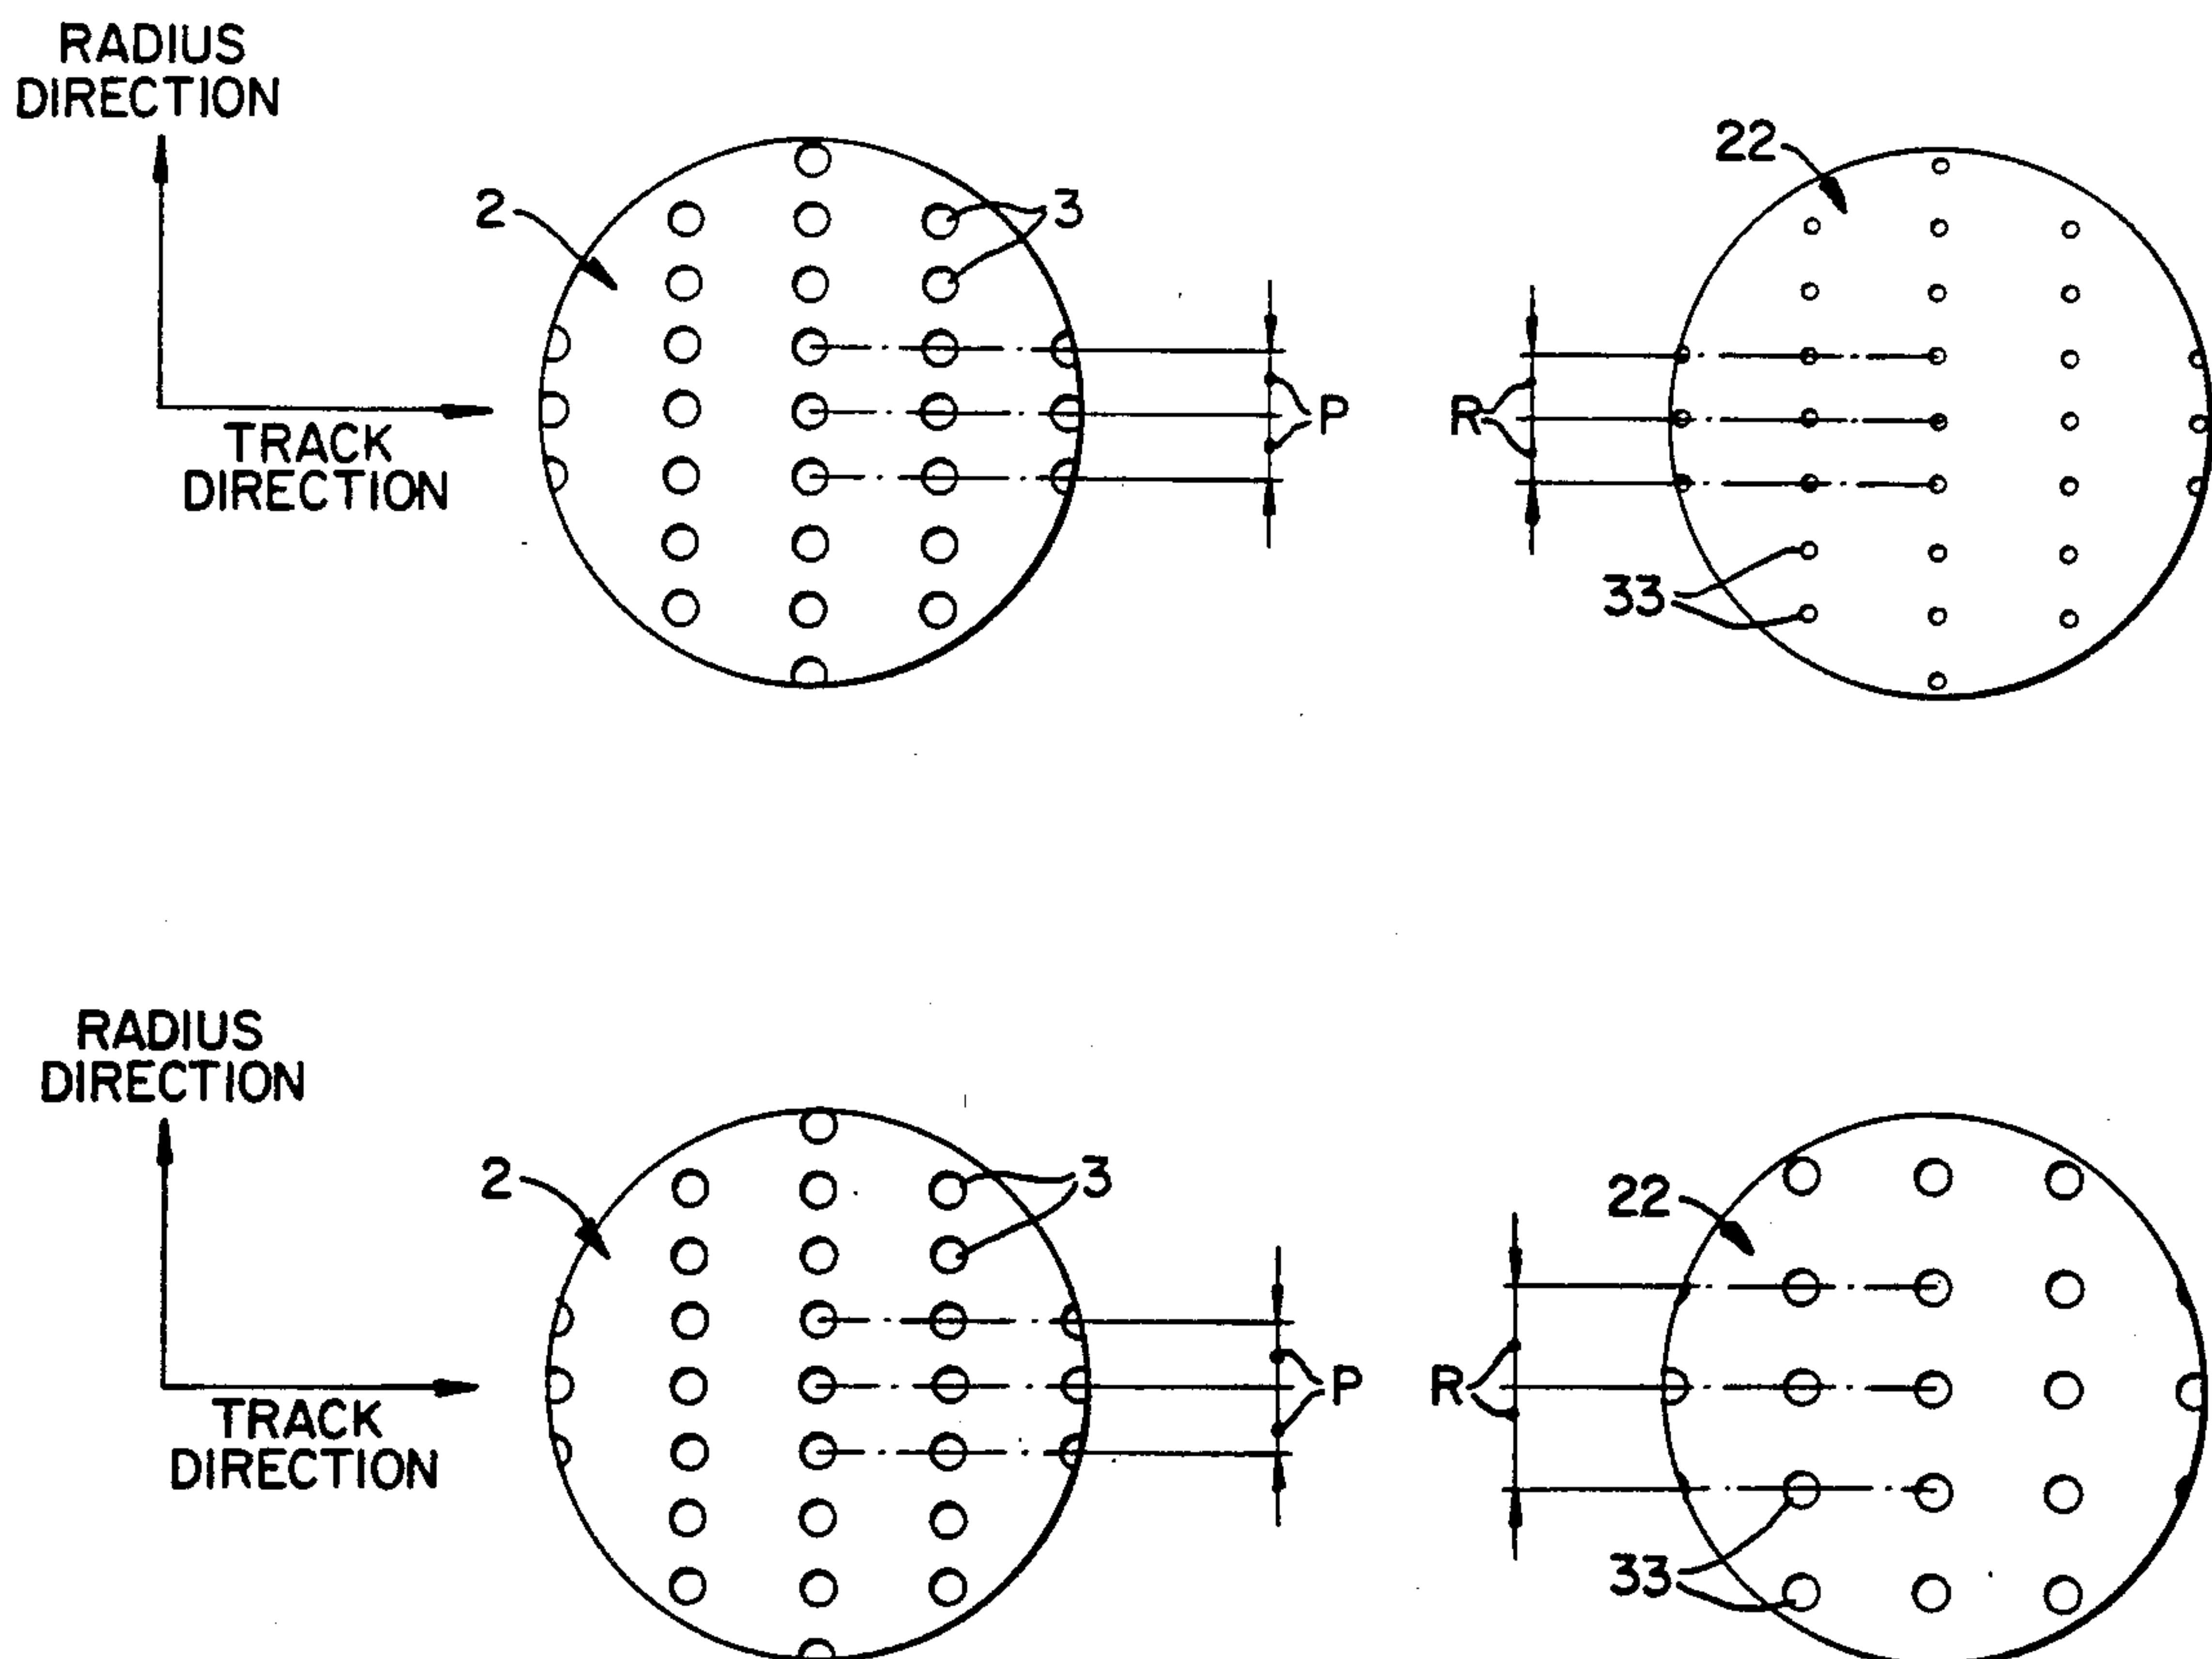 RADIUS
DIRECTION
TRACK
DIRECTION
2
3
P
R
22
33
RADIUS
DIRECTION
TRACK
DIRECTION
2
3
P
R
22
33